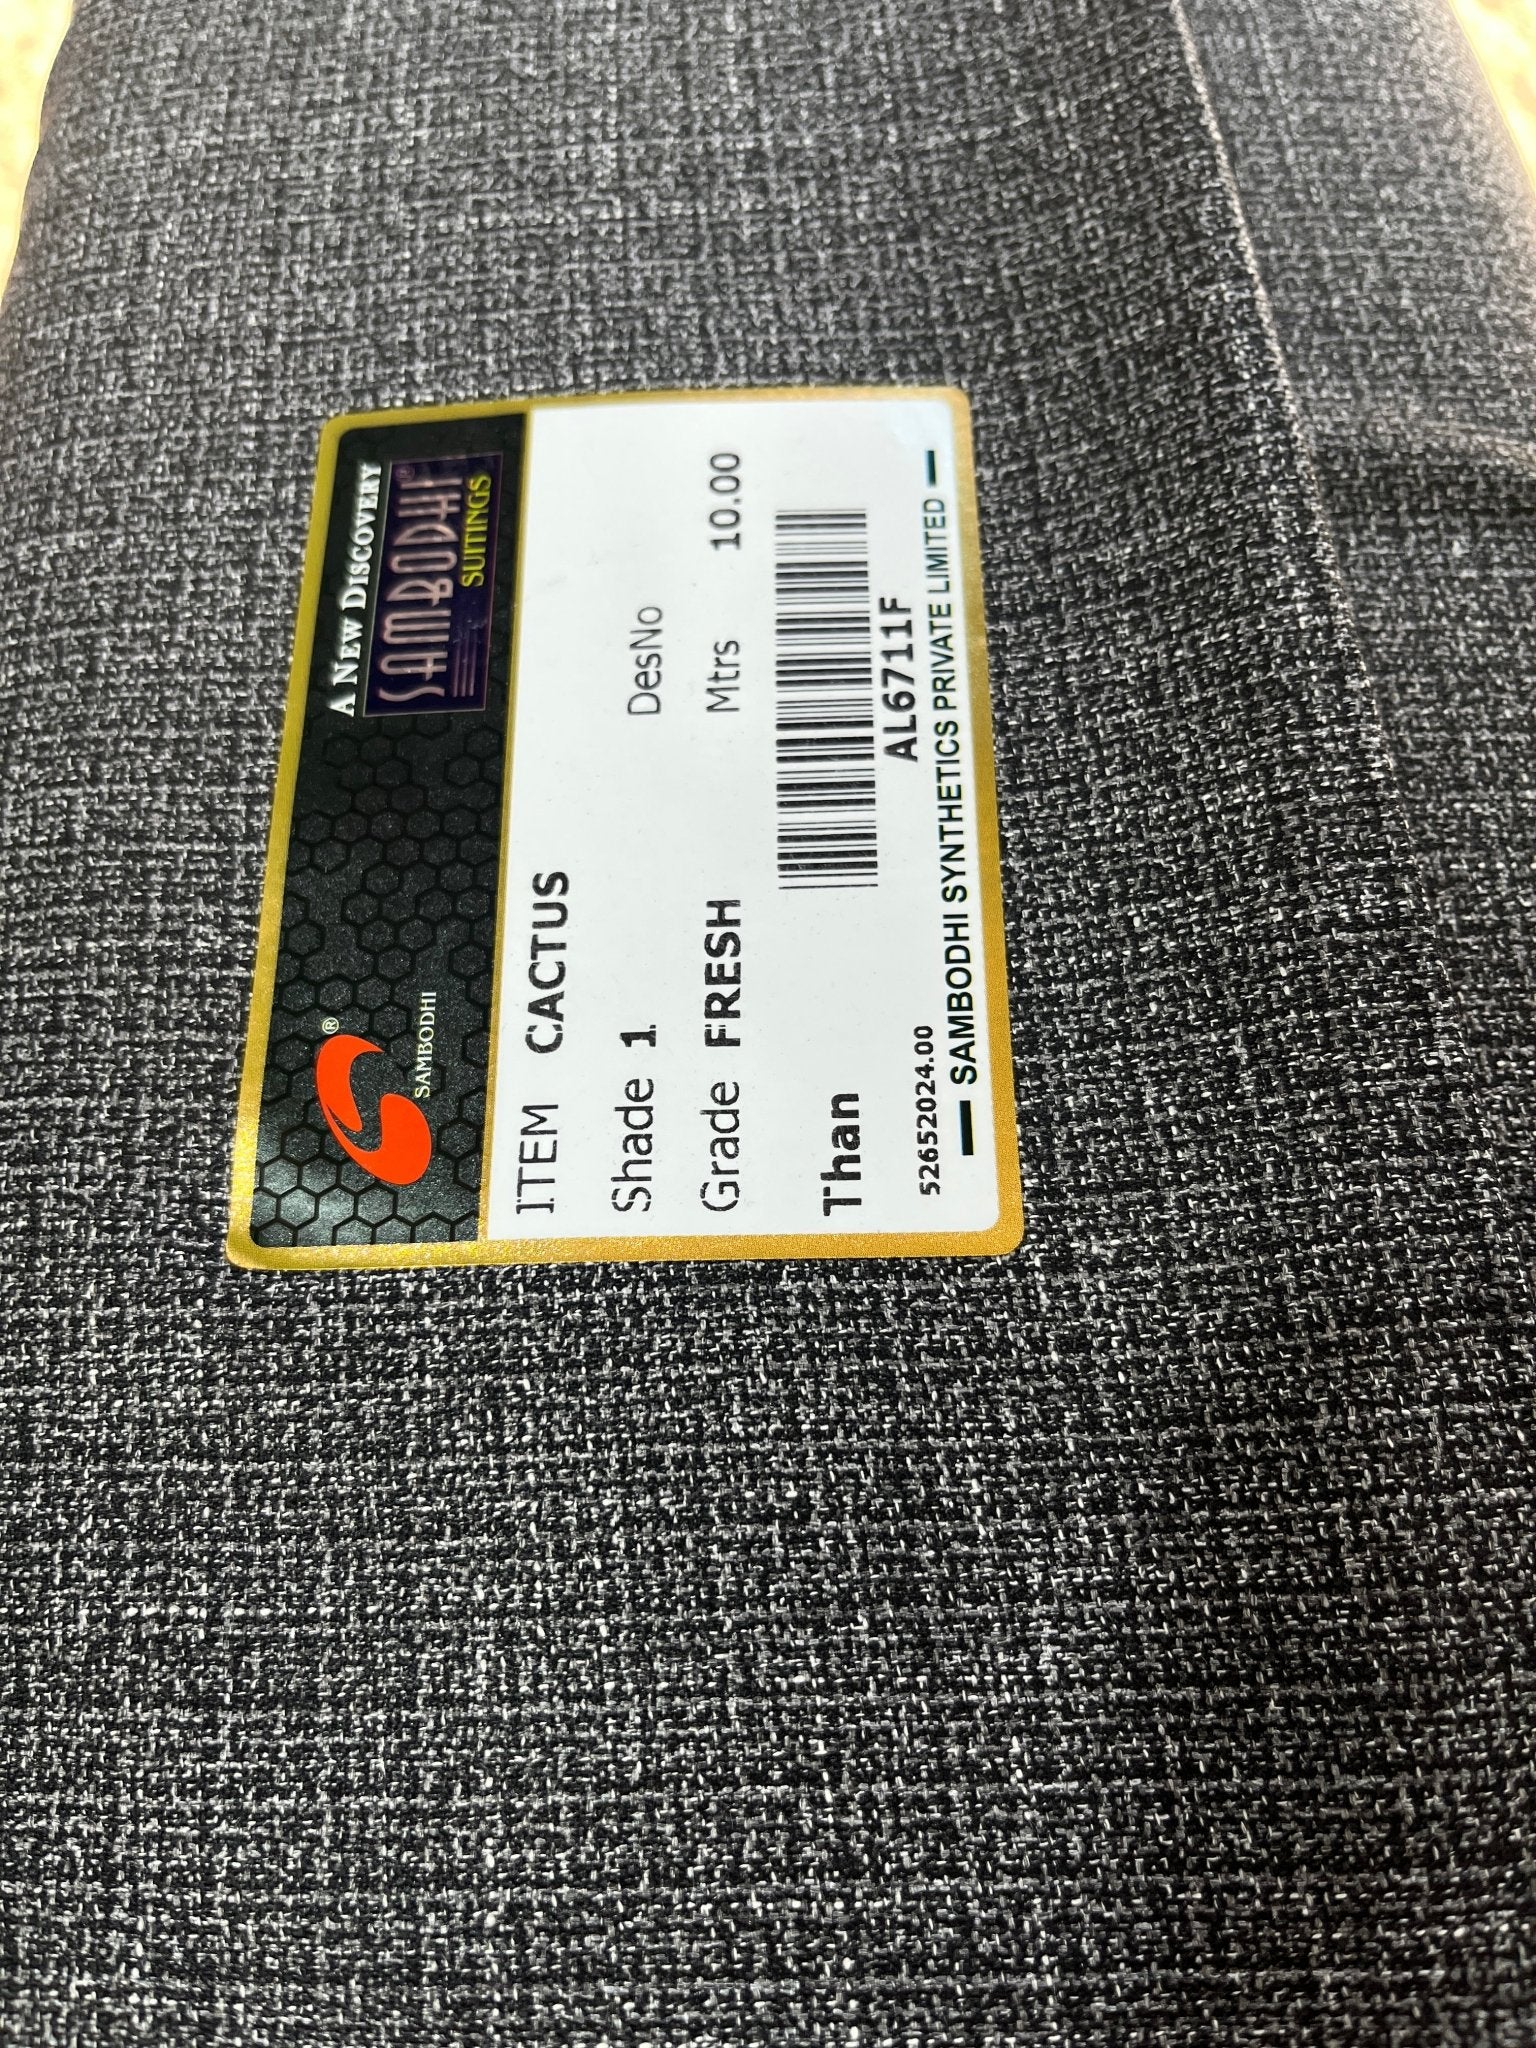 A NEW DISCOVERY
SAMBODHI®
SUITINGS
®
SAMBODHI
ITEM CACTUS
Shade 1 DesNo
Grade FRESH Mtrs 10.00
Than
AL6711F
52652024.00
SAMBODHI SYNTHETICS PRIVATE LIMITED